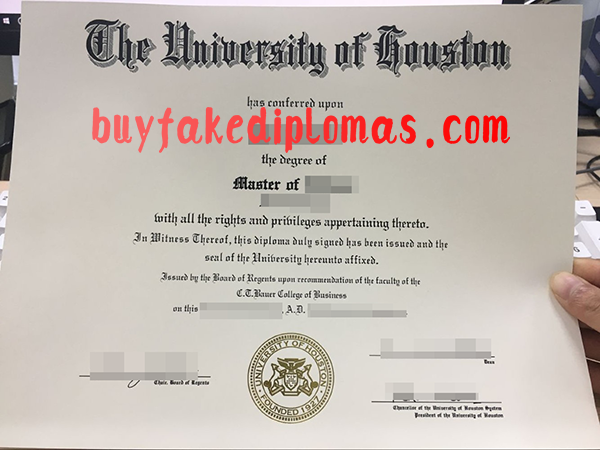 The University of Houston
has conferred upon
buyfakediplomas.com
the degree of
Master of
with all the rights and privileges appertaining thereto.
In Witness Thereof, this diploma duly signed has been issued and the
seal of the University hereunto affixed.
Issued by the Board of Regents upon recommendation of the faculty of the
C.T.Bauer College of Business
on this , A.D.
Chair, Board of Regents
UNIVERSITY OF HOUSTON
FOUNDED 1927
Dean
Chancellor of the University of Houston System
President of the University of Houston